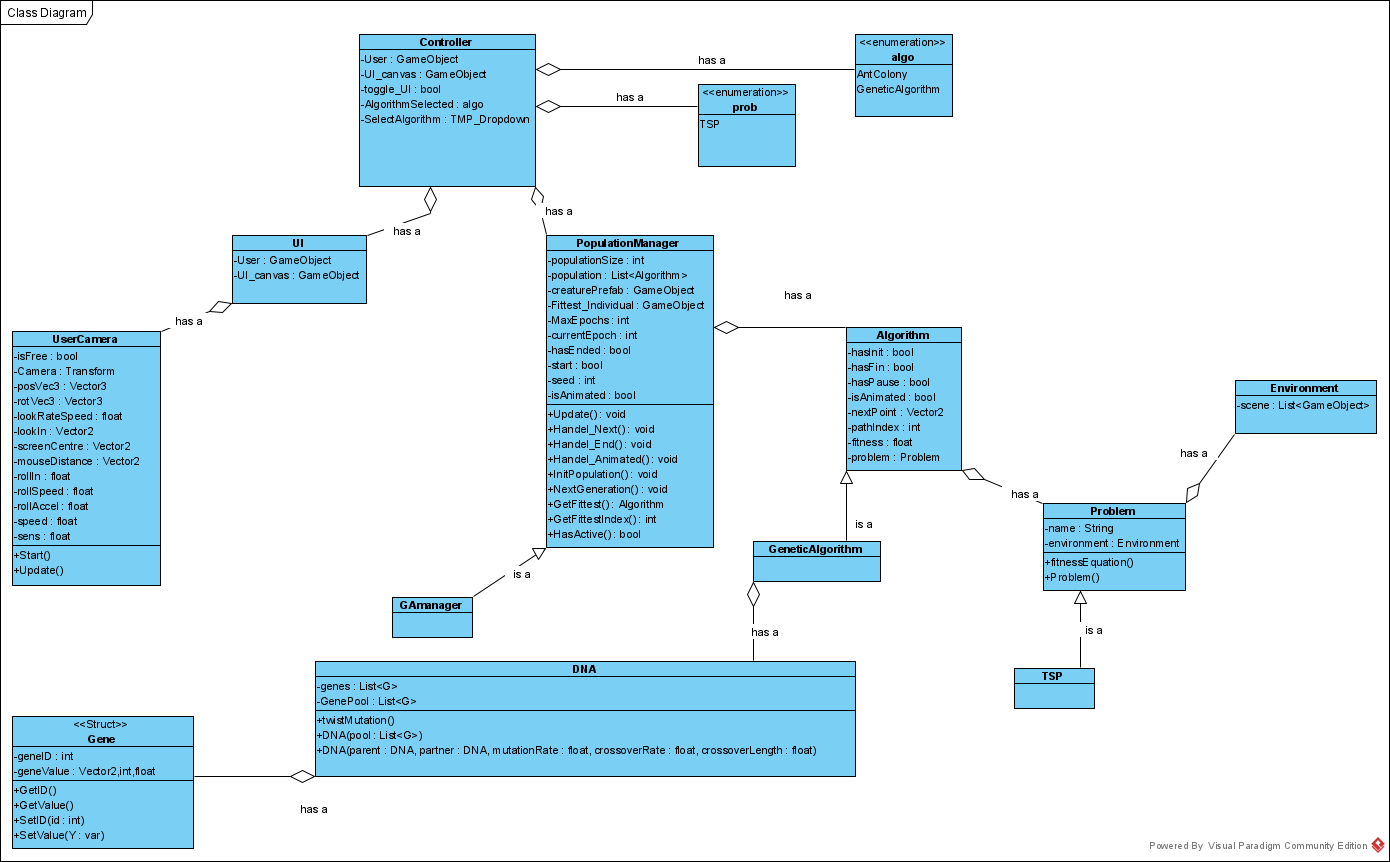 Class Diagram
Controller
-User : GameObject
-UI_canvas : GameObject
-toggle_UI : bool
-AlgorithmSelected : algo
-SelectAlgorithm : TMP_Dropdown
has a
<<enumeration>>
algo
AntColony
GeneticAlgorithm
has a
<<enumeration>>
prob
TSP
has a
has a
UI
-User : GameObject
-UI_canvas : GameObject
has a
UserCamera
-isFree : bool
-Camera : Transform
-posVec3 : Vector3
-rotVec3 : Vector3
-lookRateSpeed : float
-lookIn : Vector2
-screenCentre : Vector2
-mouseDistance : Vector2
-rollIn : float
-rollSpeed : float
-rollAccel : float
-speed : float
-sens : float
+Start()
+Update()
PopulationManager
-populationSize : int
-population : List<Algorithm>
-creaturePrefab : GameObject
-Fittest_Individual : GameObject
-MaxEpochs : int
-currentEpoch : int
-hasEnded : bool
-start : bool
-seed : int
-isAnimated : bool
+Update() : void
+Handel_Next() : void
+Handel_End() : void
+Handel_Animated() : void
+InitPopulation() : void
+NextGeneration() : void
+GetFittest() : Algorithm
+GetFittestIndex() : int
+HasActive() : bool
has a
Algorithm
-hasInit : bool
-hasFin : bool
-hasPause : bool
-isAnimated : bool
-nextPoint : Vector2
-pathIndex : int
-fitness : float
-problem : Problem
Environment
-scene : List<GameObject>
has a
has a
Problem
-name : String
-environment : Environment
+fitnessEquation()
+Problem()
is a
GeneticAlgorithm
is a
GAmanager
has a
is a
TSP
DNA
-genes : List<G>
-GenePool : List<G>
+twistMutation()
+DNA(pool : List<G>)
+DNA(parent : DNA, partner : DNA, mutationRate : float, crossoverRate : float, crossoverLength : float)
<<Struct>>
Gene
-geneID : int
-geneValue : Vector2,int,float
+GetID()
+GetValue()
+SetID(id : int)
+SetValue(Y : var)
has a
Powered By Visual Paradigm Community Edition